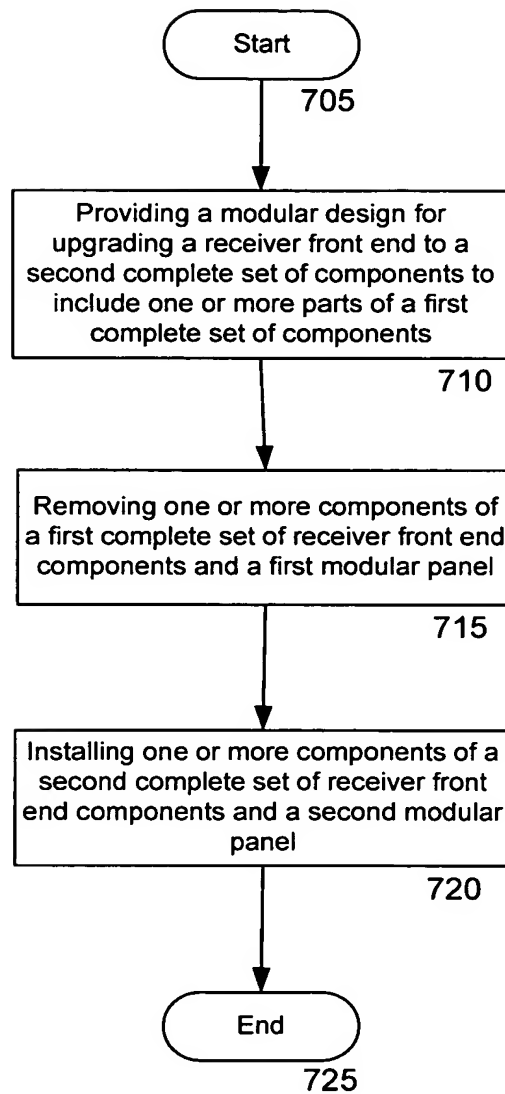 Start
705
Providing a modular design for
upgrading a receiver front end to a
second complete set of components to
include one or more parts of a first
complete set of components
710
Removing one or more components of
a first complete set of receiver front end
components and a first modular panel
715
Installing one or more components of a
second complete set of receiver front
end components and a second modular
panel
720
End
725